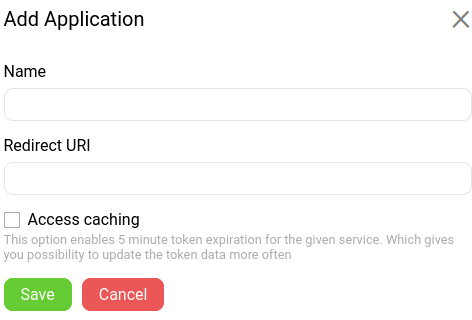 Add Application
Name
Redirect URI
Access caching
This option enables 5 minute token expiration for the given service. Which gives
you possibility to update the token data more often
Save
Cancel